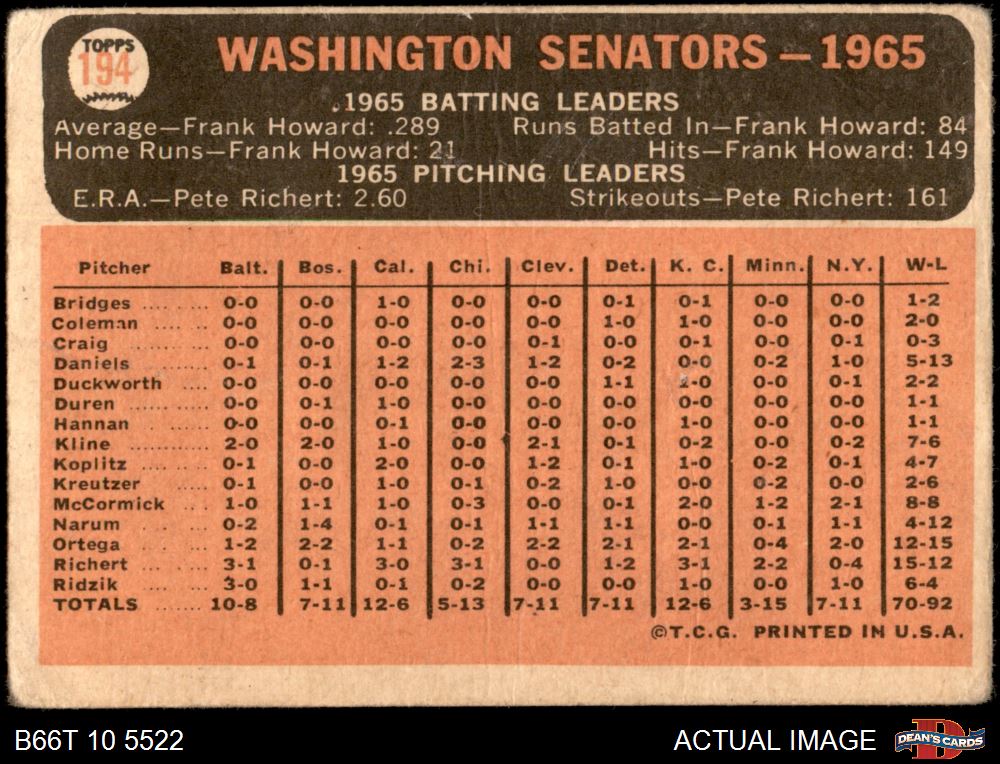 TOPPS
194
WASHINGTON SENATORS — 1965
1965 BATTING LEADERS
Average—Frank Howard: .289 Runs Batted In—Frank Howard: 84
Home Runs—Frank Howard: 21 Hits—Frank Howard: 149
1965 PITCHING LEADERS
E.R.A.—Pete Richert: 2.60 Strikeouts—Pete Richert: 161
Pitcher Balt. Bos. Cal. Chi. Clev. Det. K. C. Minn. N.Y. W-L
Bridges 0-0 0-0 1-0 0-0 0-0 0-1 0-1 0-0 0-0 1-2
Coleman 0-0 0-0 0-0 0-0 0-0 1-0 1-0 0-0 0-0 2-0
Craig 0-0 0-0 0-0 0-0 0-1 0-0 0-1 0-0 0-1 0-3
Daniels 0-1 0-1 1-2 2-3 1-2 0-2 0-0 0-2 1-0 5-13
Duckworth 0-0 0-0 0-0 0-0 0-0 1-1 1-0 0-0 0-1 2-2
Duren 0-0 0-1 1-0 0-0 0-0 0-0 0-0 0-0 0-0 1-1
Hannan 0-0 0-0 0-1 0-0 0-0 0-0 1-0 0-0 0-0 1-1
Kline 2-0 2-0 1-0 0-0 2-1 0-1 0-2 0-0 0-2 7-6
Koplitz 0-1 0-0 2-0 0-0 1-2 0-1 1-0 0-2 0-1 4-7
Kreutzer 0-1 0-0 1-0 0-1 0-2 1-0 0-0 0-2 0-0 2-6
McCormick 1-0 1-1 1-0 0-3 0-0 0-1 2-0 1-2 2-1 8-8
Narum 0-2 1-4 0-1 0-1 1-1 1-1 0-0 0-1 1-1 4-12
Ortega 1-2 2-2 1-1 0-2 2-2 2-1 2-1 0-4 2-0 12-15
Richert 3-1 0-1 3-0 3-1 0-0 1-2 3-1 2-2 0-4 15-12
Ridzik 3-0 1-1 0-1 0-2 0-0 0-0 1-0 0-0 1-0 6-4
TOTALS 10-8 7-11 12-6 5-13 7-11 7-11 12-6 3-15 7-11 70-92
©T.C.G. PRINTED IN U.S.A.
B66T 10 5522 ACTUAL IMAGE DEAN'S CARDS